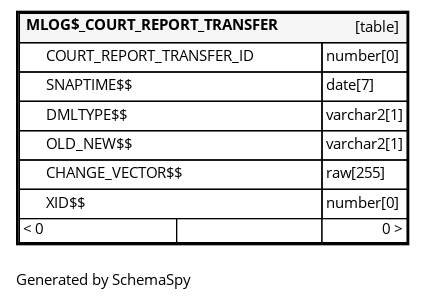 MLOG$_COURT_REPORT_TRANSFER [table]
COURT_REPORT_TRANSFER_ID number[0]
SNAPTIME$$ date[7]
DMLTYPE$$ varchar2[1]
OLD_NEW$$ varchar2[1]
CHANGE_VECTOR$$ raw[255]
XID$$ number[0]
< 0 0 >
Generated by SchemaSpy